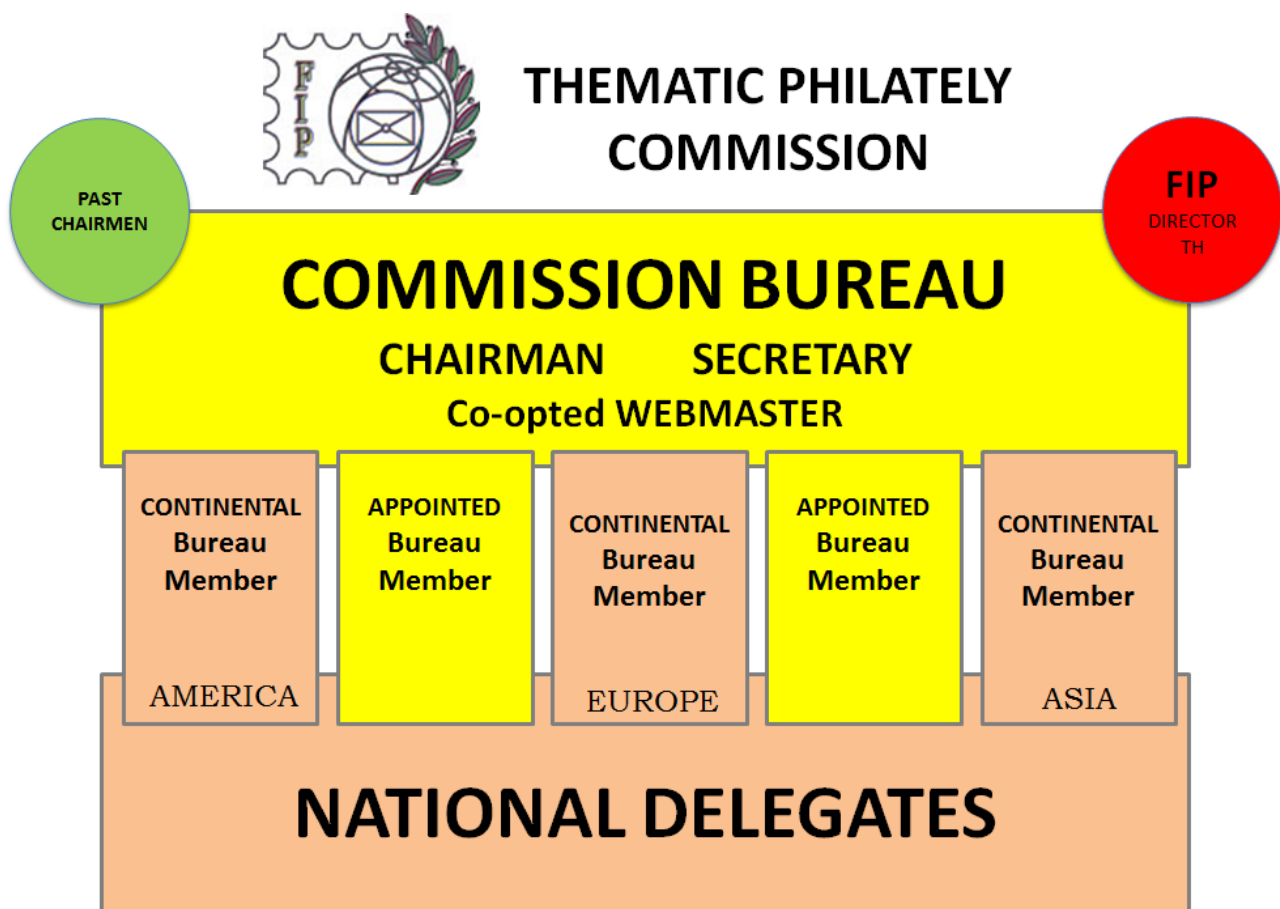 FIP
THEMATIC PHILATELY
COMMISSION
PAST
CHAIRMEN
FIP
DIRECTOR
TH
COMMISSION BUREAU
CHAIRMAN SECRETARY
Co-opted WEBMASTER
CONTINENTAL
Bureau
Member
AMERICA
APPOINTED
Bureau
Member
CONTINENTAL
Bureau
Member
EUROPE
APPOINTED
Bureau
Member
CONTINENTAL
Bureau
Member
ASIA
NATIONAL DELEGATES